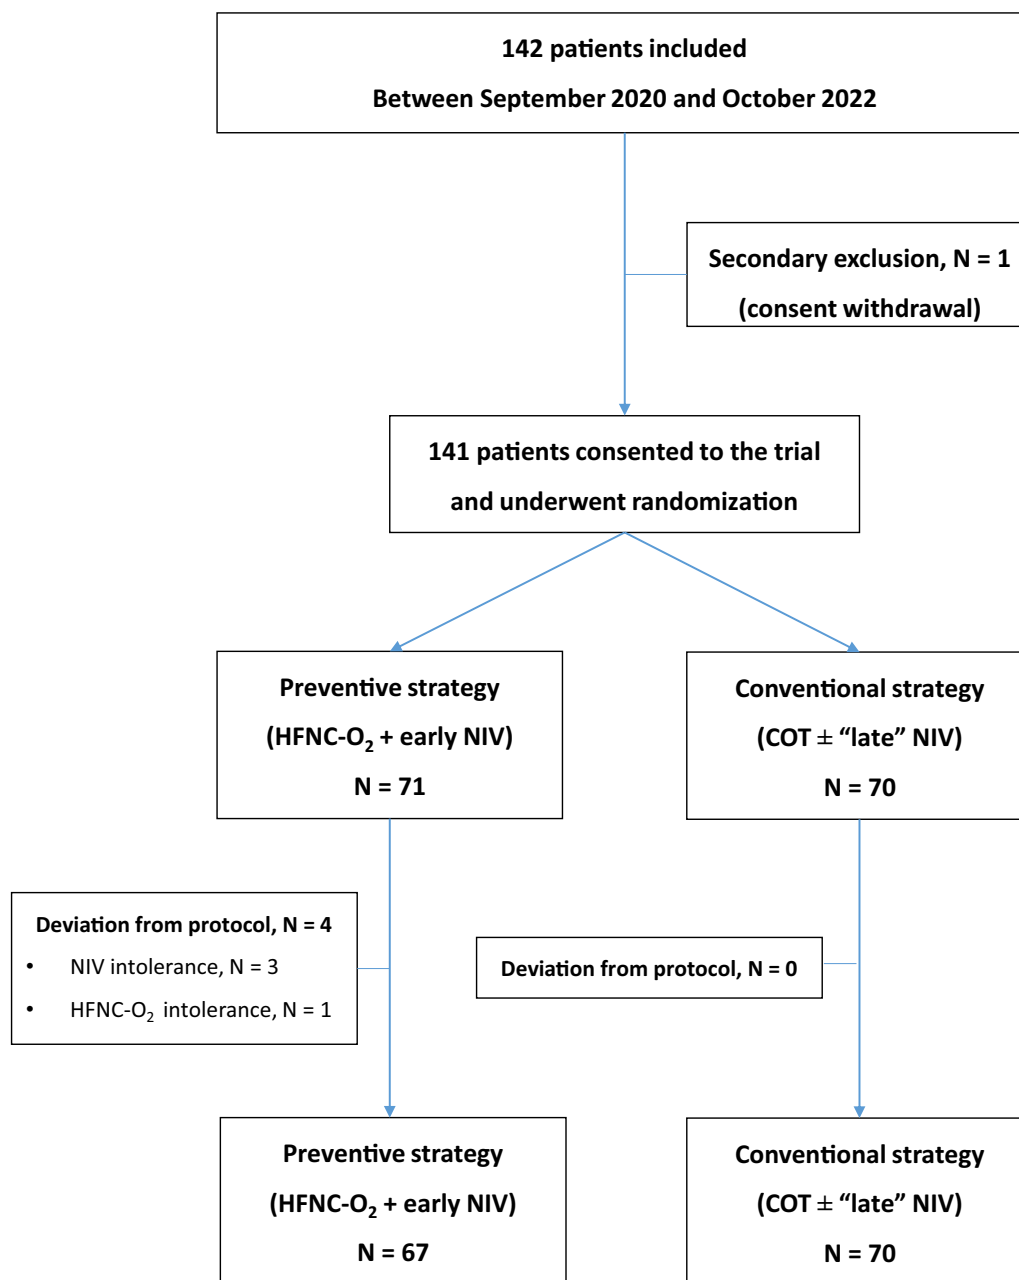 142 patients included
Between September 2020 and October 2022
Secondary exclusion, N = 1
(consent withdrawal)
141 patients consented to the trial
and underwent randomization
Preventive strategy
(HFNC-O₂ + early NIV)
N = 71
Conventional strategy
(COT ± “late” NIV)
N = 70
Deviation from protocol, N = 4
• NIV intolerance, N = 3
• HFNC-O₂ intolerance, N = 1
Deviation from protocol, N = 0
Preventive strategy
(HFNC-O₂ + early NIV)
N = 67
Conventional strategy
(COT ± “late” NIV)
N = 70